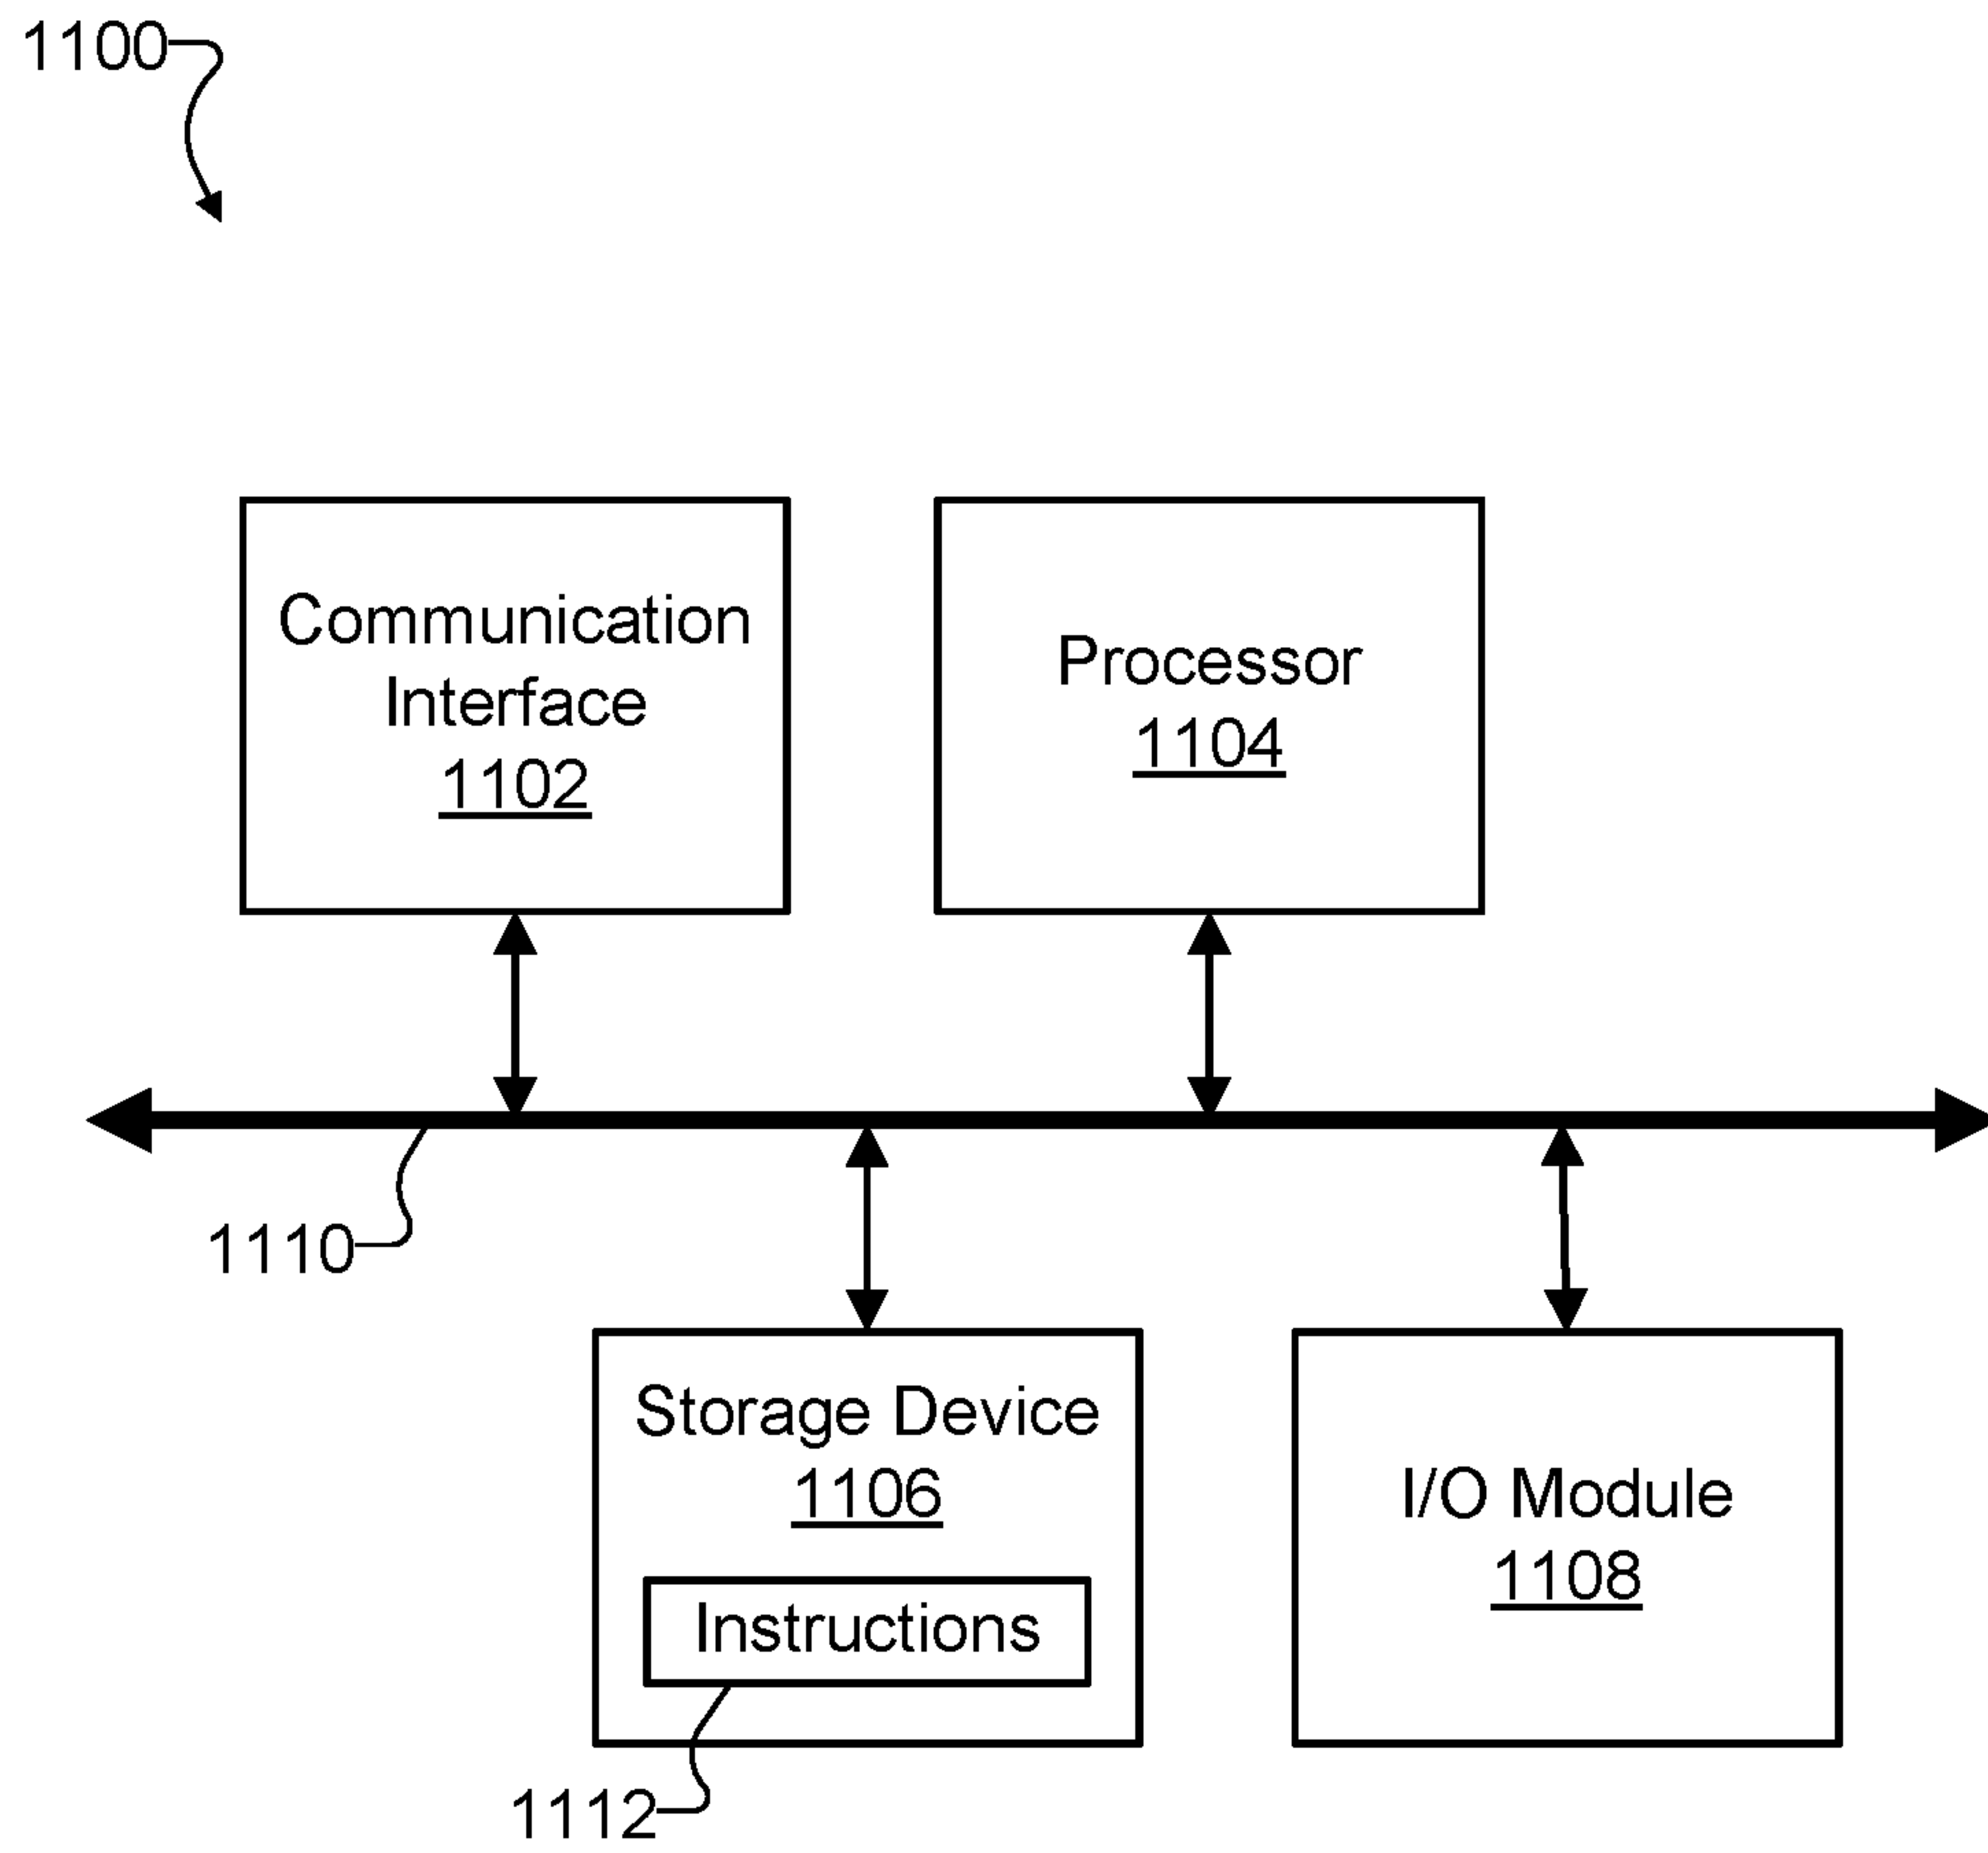 1100
Communication
Interface
1102
Processor
1104
1110
Storage Device
1106
Instructions
1112
I/O Module
1108